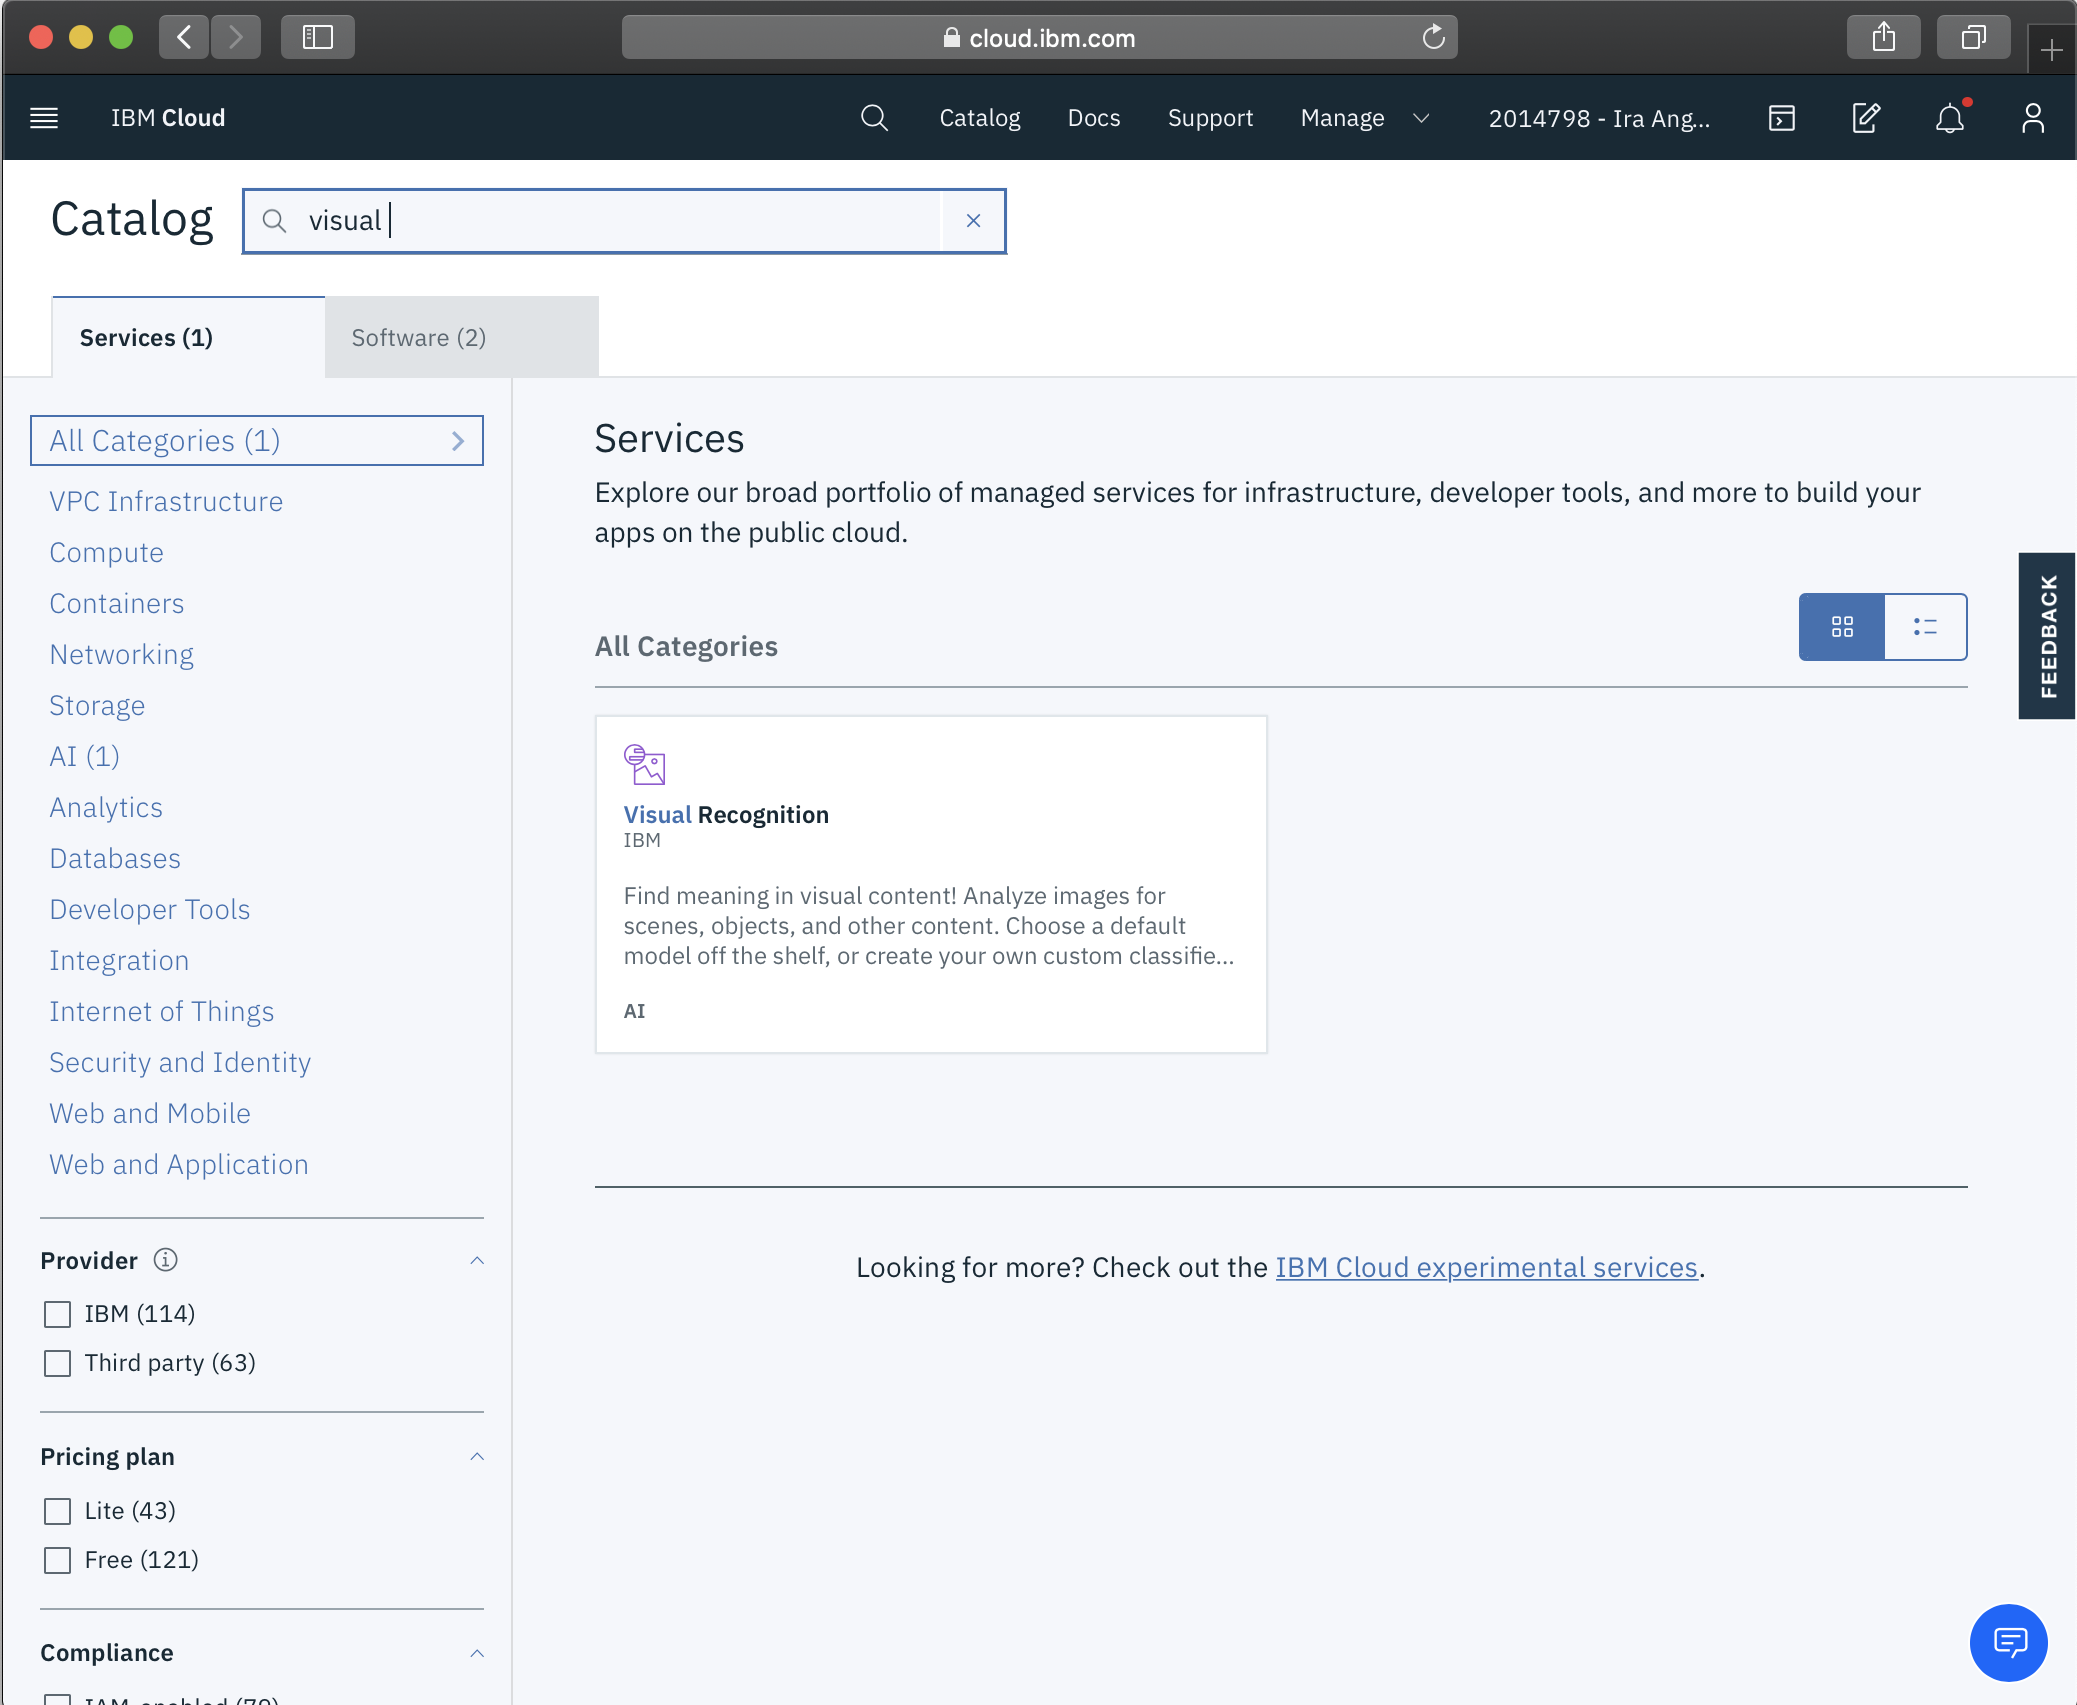 cloud.ibm.com
IBM Cloud
Catalog
Docs
Support
Manage
2014798 - Ira Ang...
Catalog
visual
Services (1)
Software (2)
All Categories (1)
VPC Infrastructure
Compute
Containers
Networking
Storage
AI (1)
Analytics
Databases
Developer Tools
Integration
Internet of Things
Security and Identity
Web and Mobile
Web and Application
Provider
IBM (114)
Third party (63)
Pricing plan
Lite (43)
Free (121)
Compliance
IAM-enabled (79)
Services
Explore our broad portfolio of managed services for infrastructure, developer tools, and more to build your
apps on the public cloud.
All Categories
Visual Recognition
IBM
Find meaning in visual content! Analyze images for
scenes, objects, and other content. Choose a default
model off the shelf, or create your own custom classifie...
AI
Looking for more? Check out the IBM Cloud experimental services.
FEEDBACK